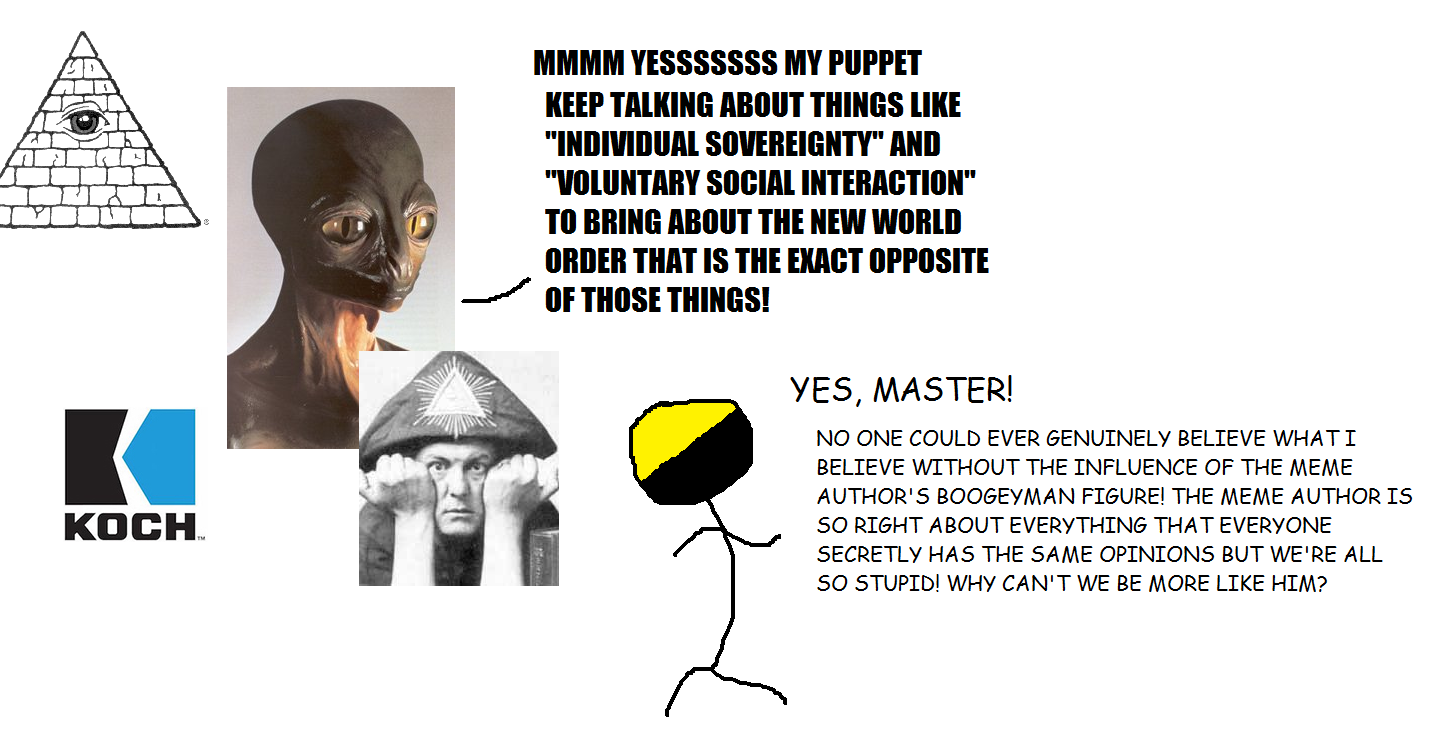 MMMM YESSSSSSS MY PUPPET
KEEP TALKING ABOUT THINGS LIKE
"INDIVIDUAL SOVEREIGNTY" AND
"VOLUNTARY SOCIAL INTERACTION"
TO BRING ABOUT THE NEW WORLD
ORDER THAT IS THE EXACT OPPOSITE
OF THOSE THINGS!
®
KOCH™
YES, MASTER!
NO ONE COULD EVER GENUINELY BELIEVE WHAT I
BELIEVE WITHOUT THE INFLUENCE OF THE MEME
AUTHOR'S BOOGEYMAN FIGURE! THE MEME AUTHOR IS
SO RIGHT ABOUT EVERYTHING THAT EVERYONE
SECRETLY HAS THE SAME OPINIONS BUT WE'RE ALL
SO STUPID! WHY CAN'T WE BE MORE LIKE HIM?